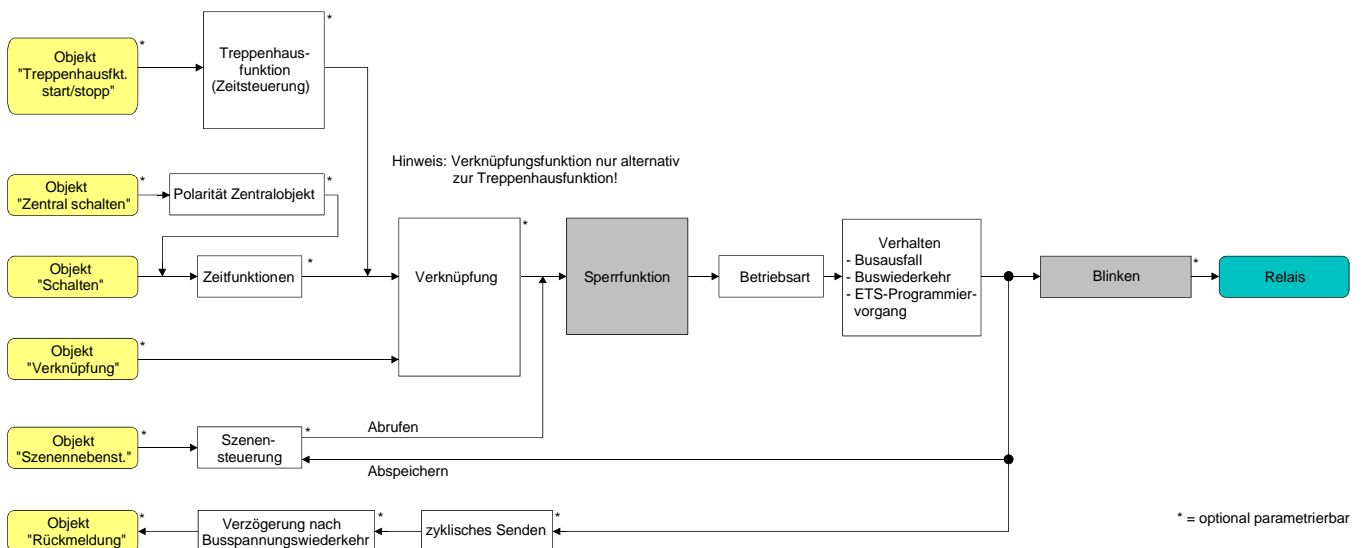 *
*
Objekt
"Treppenhausfkt.
start/stopp"
Treppenhaus-
funktion
(Zeitsteuerung)
Hinweis: Verknüpfungsfunktion nur alternativ
zur Treppenhausfunktion!
*
*
Objekt
"Zentral schalten"
Polarität Zentralobjekt
*
Objekt
"Schalten"
*
Zeitfunktionen
*
Verknüpfung
Sperrfunktion
Betriebsart
Verhalten
- Busausfall
- Buswiederkehr
- ETS-Programmier-
vorgang
Blinken
*
Relais
*
Objekt
"Verknüpfung"
*
Objekt
"Szenennebenst."
*
Szenen-
steuerung
Abrufen
Abspeichern
*
Objekt
"Rückmeldung"
*
Verzögerung nach
Busspannungswiederkehr
*
zyklisches Senden
* = optional parametrierbar